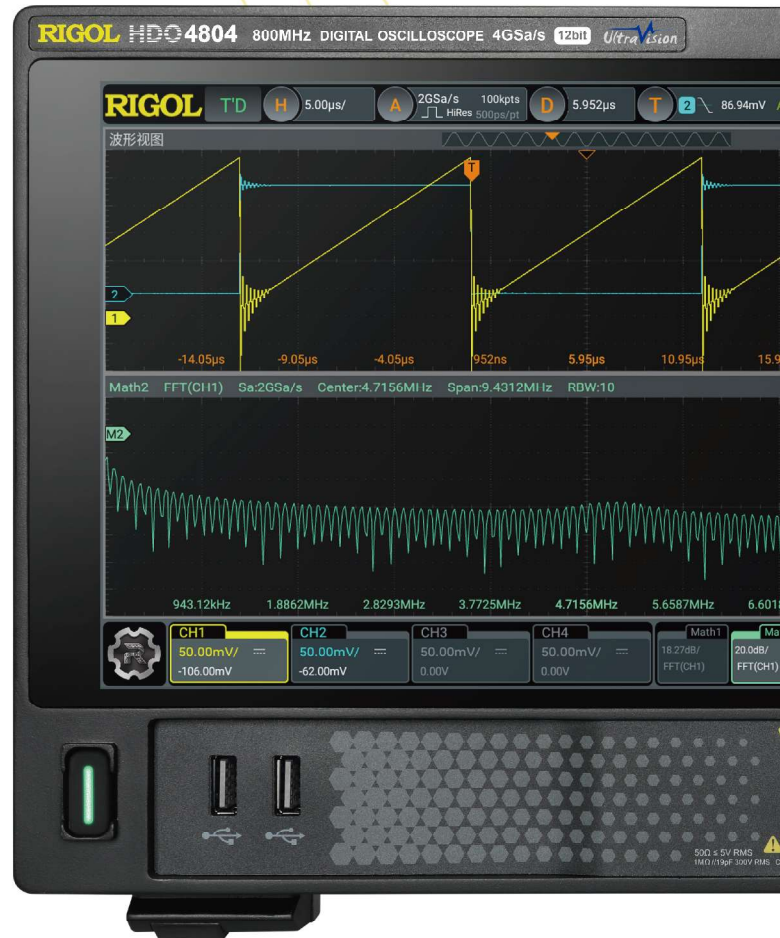 RIGOL HDO4804 800MHz DIGITAL OSCILLOSCOPE 4GSa/s 12bit UltraVision
RIGOL T'D H 5.00µs/ A 2GSa/s 100kpts D 5.952µs T 2 86.94mV
HiRes 500ps/pt
波形视图
T
2
1
-14.05µs -9.05µs -4.05µs 952ns 5.95µs 10.95µs 15.9
Math2 FFT(CH1) Sa:2GSa/s Center:4.7156MHz Span:9.4312MHz RBW:10
M2
943.12kHz 1.8862MHz 2.8293MHz 3.7725MHz 4.7156MHz 5.6587MHz 6.6018
CH1 CH2 CH3 CH4 Math1 Ma
50.00mV/ 50.00mV/ 50.00mV/ 50.00mV/ 18.27dB/ 20.0dB/
-106.00mV -62.00mV 0.00V 0.00V FFT(CH1) FFT(CH1)
50Ω ≤ 5V RMS
1MΩ//19pF 300V RMS C